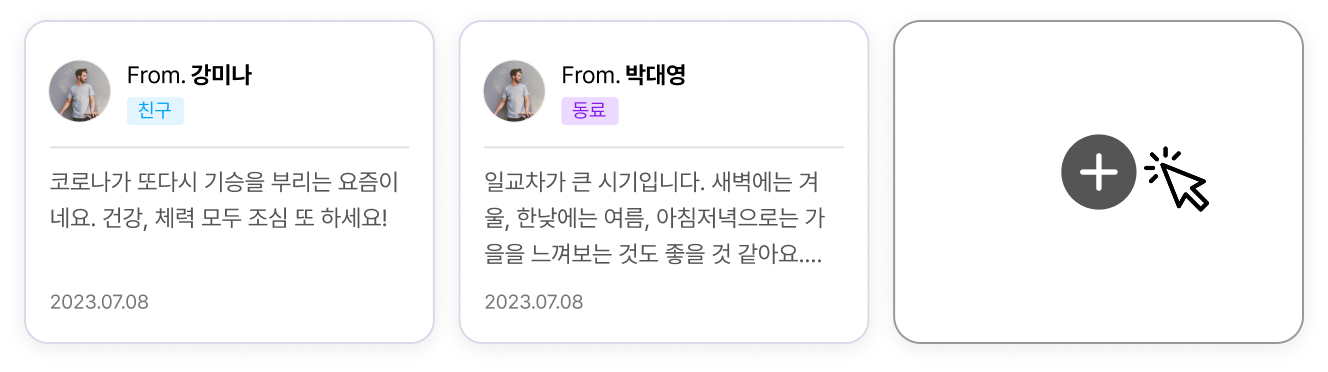 From. 강미나
친구
코로나가 또다시 기승을 부리는 요즘이
네요. 건강, 체력 모두 조심 또 하세요!
2023.07.08
From. 박대영
동료
일교차가 큰 시기입니다. 새벽에는 겨
울, 한낮에는 여름, 아침저녁으로는 가
을을 느껴보는 것도 좋을 것 같아요....
2023.07.08